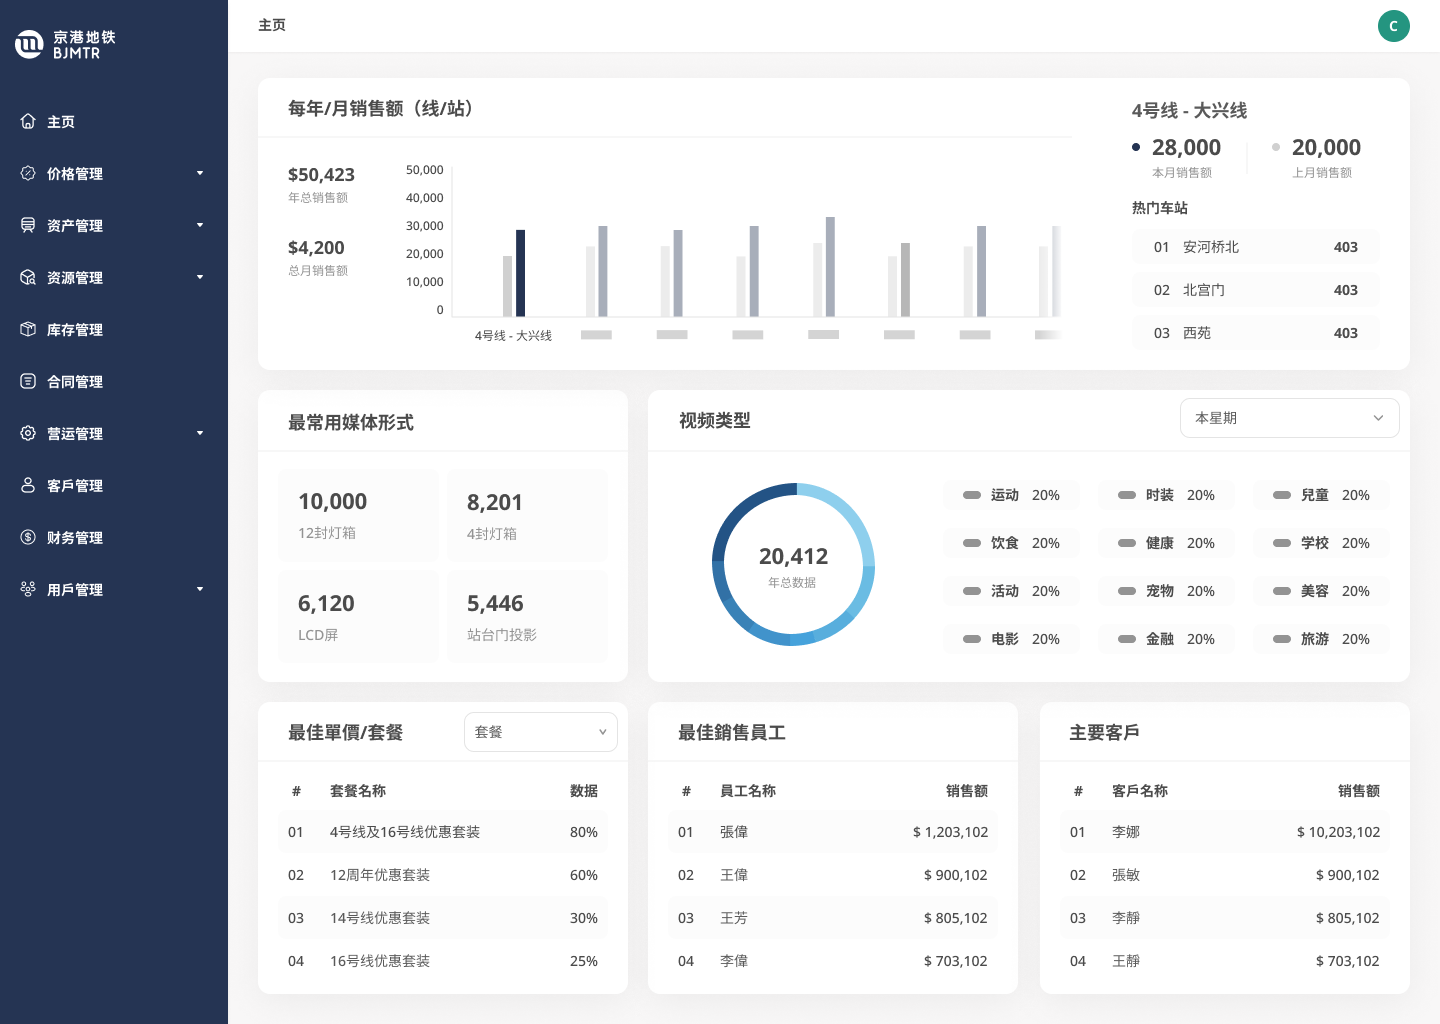 京港地铁
BJMTR
主页
价格管理
资产管理
资源管理
库存管理
合同管理
营运管理
客戶管理
财务管理
用戶管理
主页
C
每年/月销售额（线/站）
$50,423
年总销售额
$4,200
总月销售额
50,000
40,000
30,000
20,000
10,000
0
4号线 - 大兴线
4号线 - 大兴线
28,000
本月销售额
20,000
上月销售额
热门车站
01 安河桥北 403
02 北宫门 403
03 西苑 403
最常用媒体形式
10,000
12封灯箱
8,201
4封灯箱
6,120
LCD屏
5,446
站台门投影
视频类型
本星期
20,412
年总数据
运动 20% 时装 20% 兒童 20%
饮食 20% 健康 20% 学校 20%
活动 20% 宠物 20% 美容 20%
电影 20% 金融 20% 旅游 20%
最佳單價/套餐
套餐
# 套餐名称 数据
01 4号线及16号线优惠套装 80%
02 12周年优惠套装 60%
03 14号线优惠套装 30%
04 16号线优惠套装 25%
最佳銷售員工
# 員工名称 销售额
01 張偉 $ 1,203,102
02 王偉 $ 900,102
03 王芳 $ 805,102
04 李偉 $ 703,102
主要客戶
# 客戶名称 销售额
01 李娜 $ 10,203,102
02 張敏 $ 900,102
03 李靜 $ 805,102
04 王靜 $ 703,102